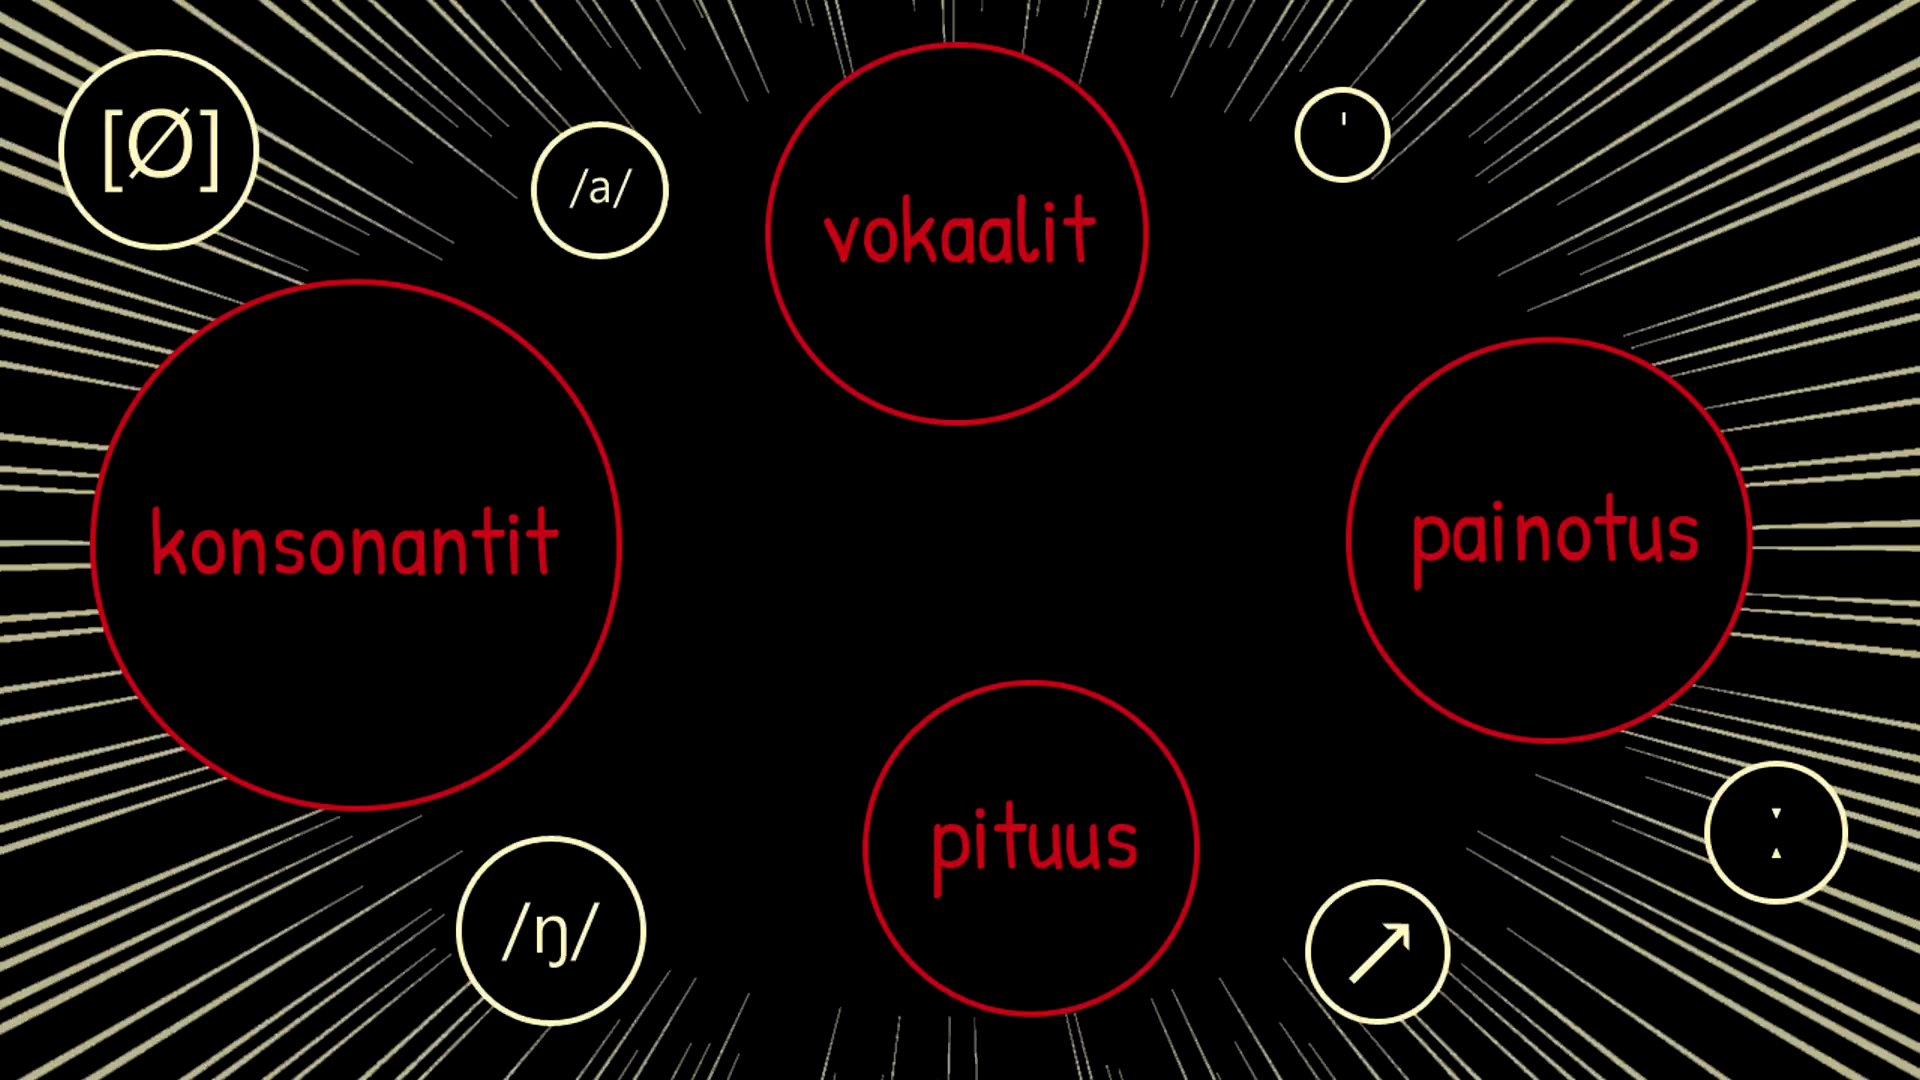 [Ø]
/a/
vokaalit
ˈ
konsonantit
painotus
pituus
ː
/ŋ/
↗